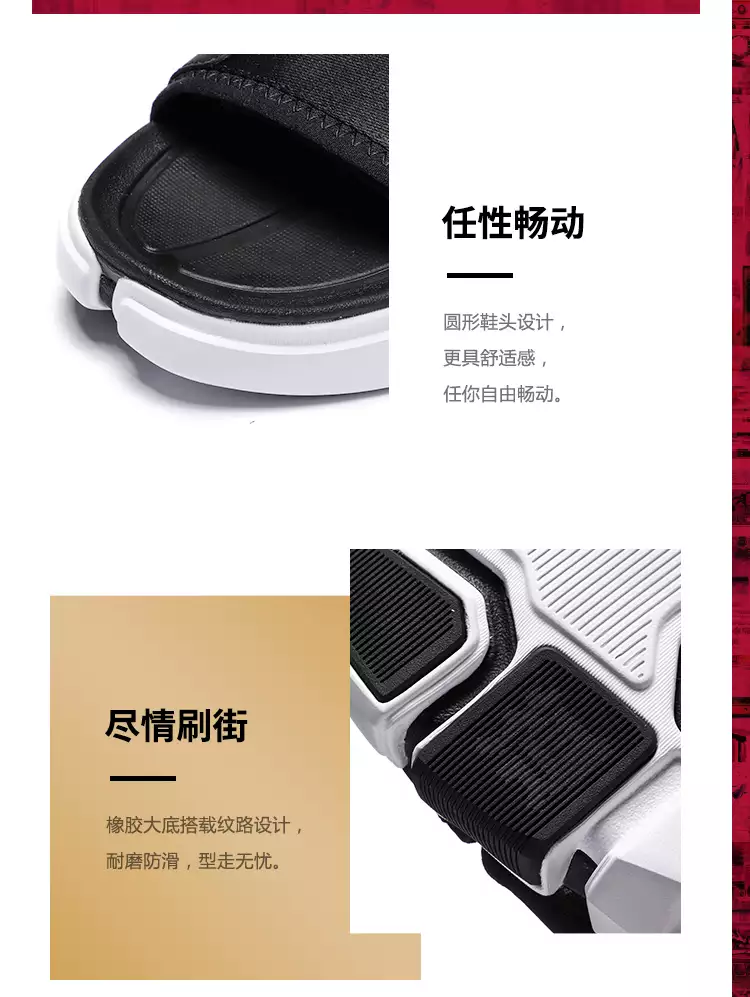 任性畅动
圆形鞋头设计，
更具舒适感，
任你自由畅动。
尽情刷街
橡胶大底搭载纹路设计，
耐磨防滑，型走无忧。